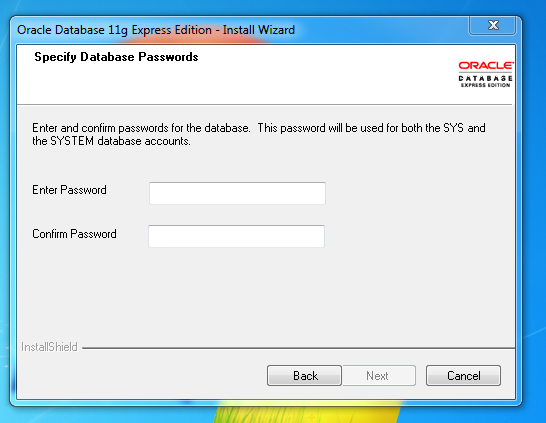 Oracle Database 11g Express Edition - Install Wizard
Specify Database Passwords
ORACLE
DATABASE
EXPRESS EDITION
Enter and confirm passwords for the database. This password will be used for both the SYS and
the SYSTEM database accounts.
Enter Password
Confirm Password
InstallShield
Back Next Cancel